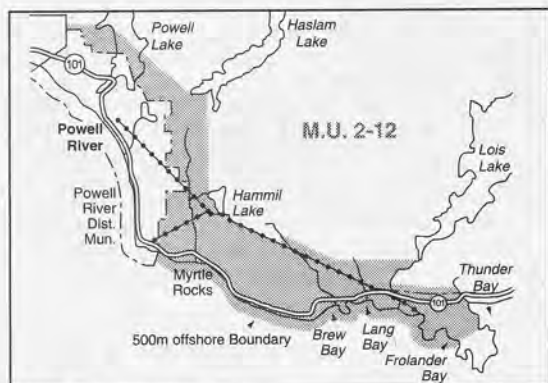 Powell
Lake
Haslam
Lake
101
M.U. 2-12
Powell
River
Lois
Lake
Powell
River
Dist.
Mun.
Hammil
Lake
Myrtle
Rocks
Thunder
Bay
101
500m offshore Boundary
Brew
Bay
Lang
Bay
Frolander
Bay